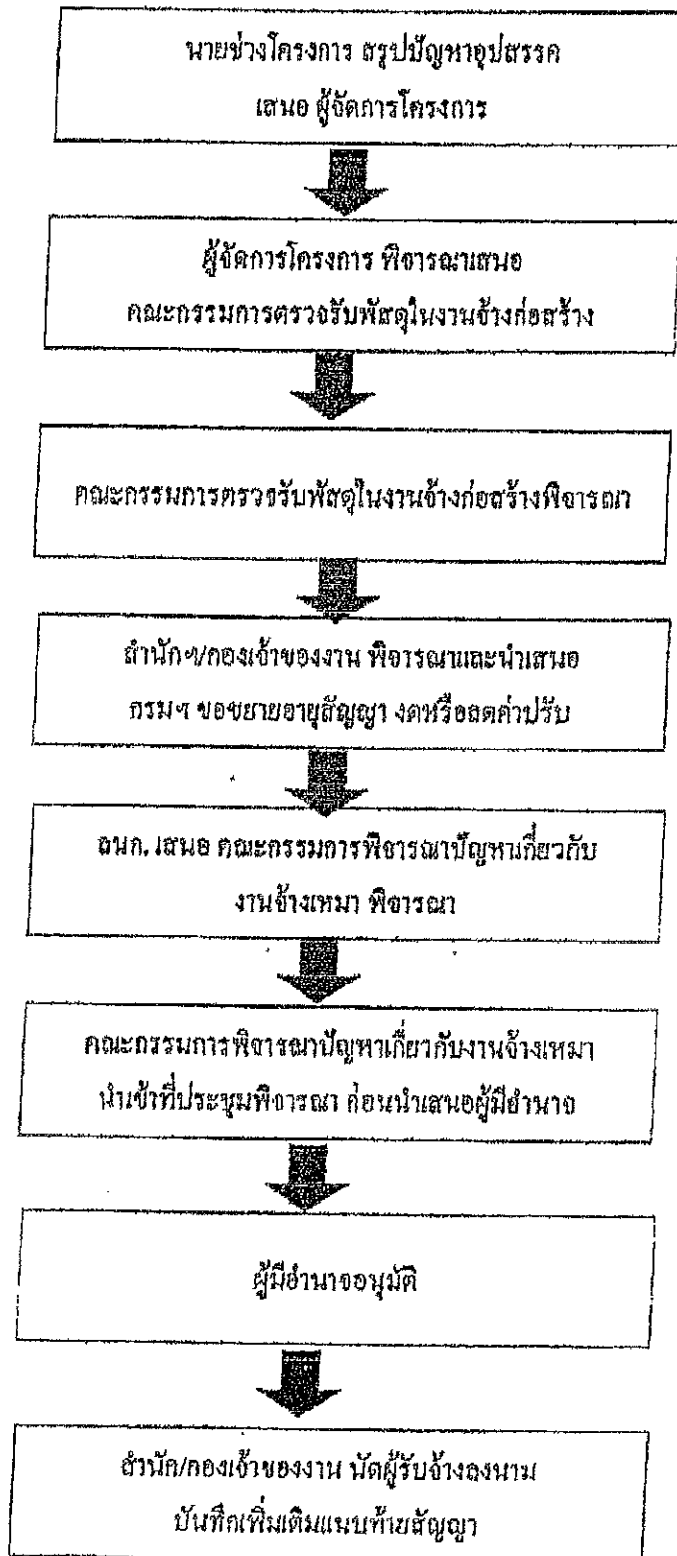 นายช่างโครงการ สรุปปัญหาอุปสรรค
เสนอ ผู้จัดการโครงการ
ผู้จัดการโครงการ พิจารณาเสนอ
คณะกรรมการตรวจรับพัสดุในงานจ้างก่อสร้าง
คณะกรรมการตรวจรับพัสดุในงานจ้างก่อสร้างพิจารณา
สำนักฯ/กองเจ้าของงาน พิจารณาและนำเสนอ
กรมฯ ขอขยายอายุสัญญา งดหรือลดค่าปรับ
อนก. เสนอ คณะกรรมการพิจารณาปัญหาเกี่ยวกับ
งานจ้างเหมา พิจารณา
คณะกรรมการพิจารณาปัญหาเกี่ยวกับงานจ้างเหมา
นำเข้าที่ประชุมพิจารณา ก่อนนำเสนอผู้มีอำนาจ
ผู้มีอำนาจอนุมัติ
สำนัก/กองเจ้าของงาน นัดผู้รับจ้างลงนาม
บันทึกเพิ่มเติมแนบท้ายสัญญา